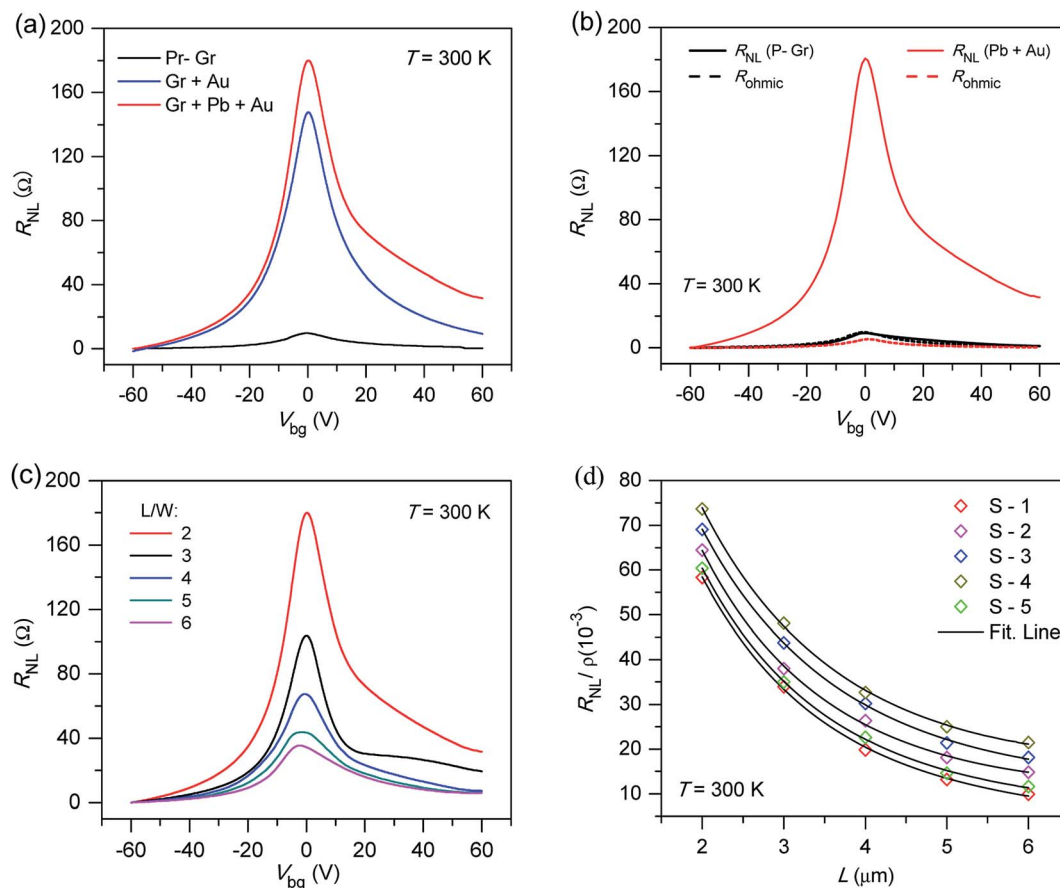 (a)
Pr- Gr
Gr + Au
Gr + Pb + Au
T = 300 K
200
160
120
80
40
0
R_NL (Ω)
-60 -40 -20 0 20 40 60
V_bg (V)
(b)
R_NL (P- Gr)
R_ohmic
R_NL (Pb + Au)
R_ohmic
T = 300 K
200
160
120
80
40
0
R_NL (Ω)
-60 -40 -20 0 20 40 60
V_bg (V)
(c)
L/W:
2
3
4
5
6
T = 300 K
200
160
120
80
40
0
R_NL (Ω)
-60 -40 -20 0 20 40 60
V_bg (V)
(d)
S - 1
S - 2
S - 3
S - 4
S - 5
Fit. Line
T = 300 K
80
70
60
50
40
30
20
10
R_NL/ ρ(10⁻³)
2 3 4 5 6
L (μm)